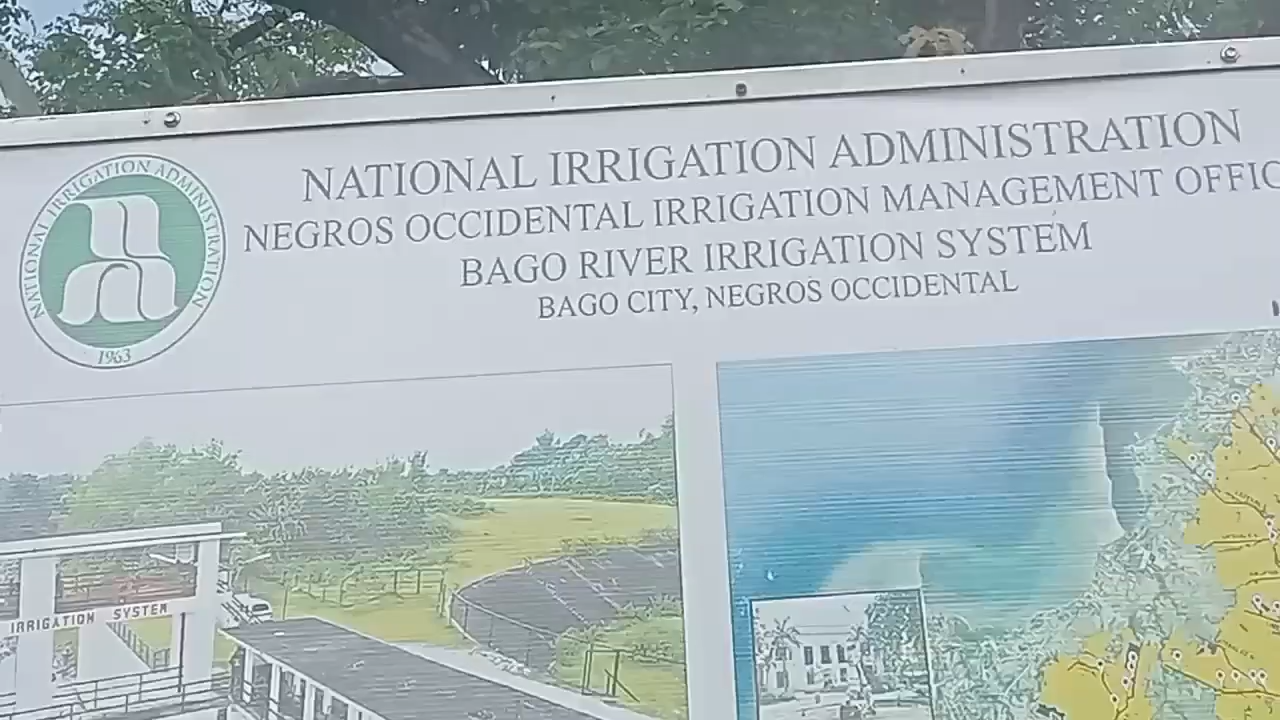 NATIONAL IRRIGATION ADMINISTRATION
1963
NATIONAL IRRIGATION ADMINISTRATION
NEGROS OCCIDENTAL IRRIGATION MANAGEMENT OFFIC
BAGO RIVER IRRIGATION SYSTEM
BAGO CITY, NEGROS OCCIDENTAL
IRRIGATION SYSTEM